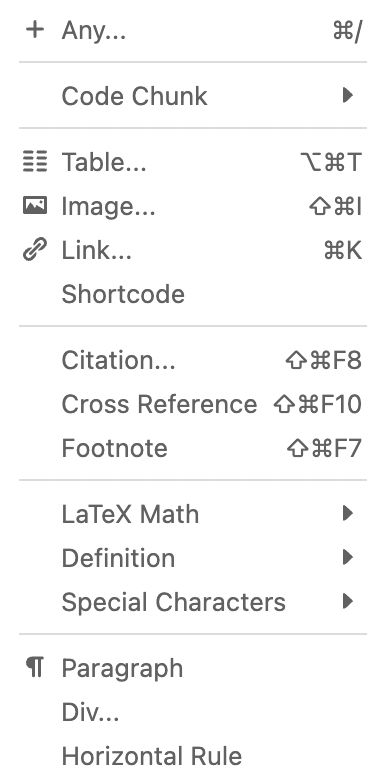 + Any... ⌘/
Code Chunk
Table... ⌥⌘T
Image... ⇧⌘I
Link... ⌘K
Shortcode
Citation... ⇧⌘F8
Cross Reference ⇧⌘F10
Footnote ⇧⌘F7
LaTeX Math
Definition
Special Characters
¶ Paragraph
Div...
Horizontal Rule